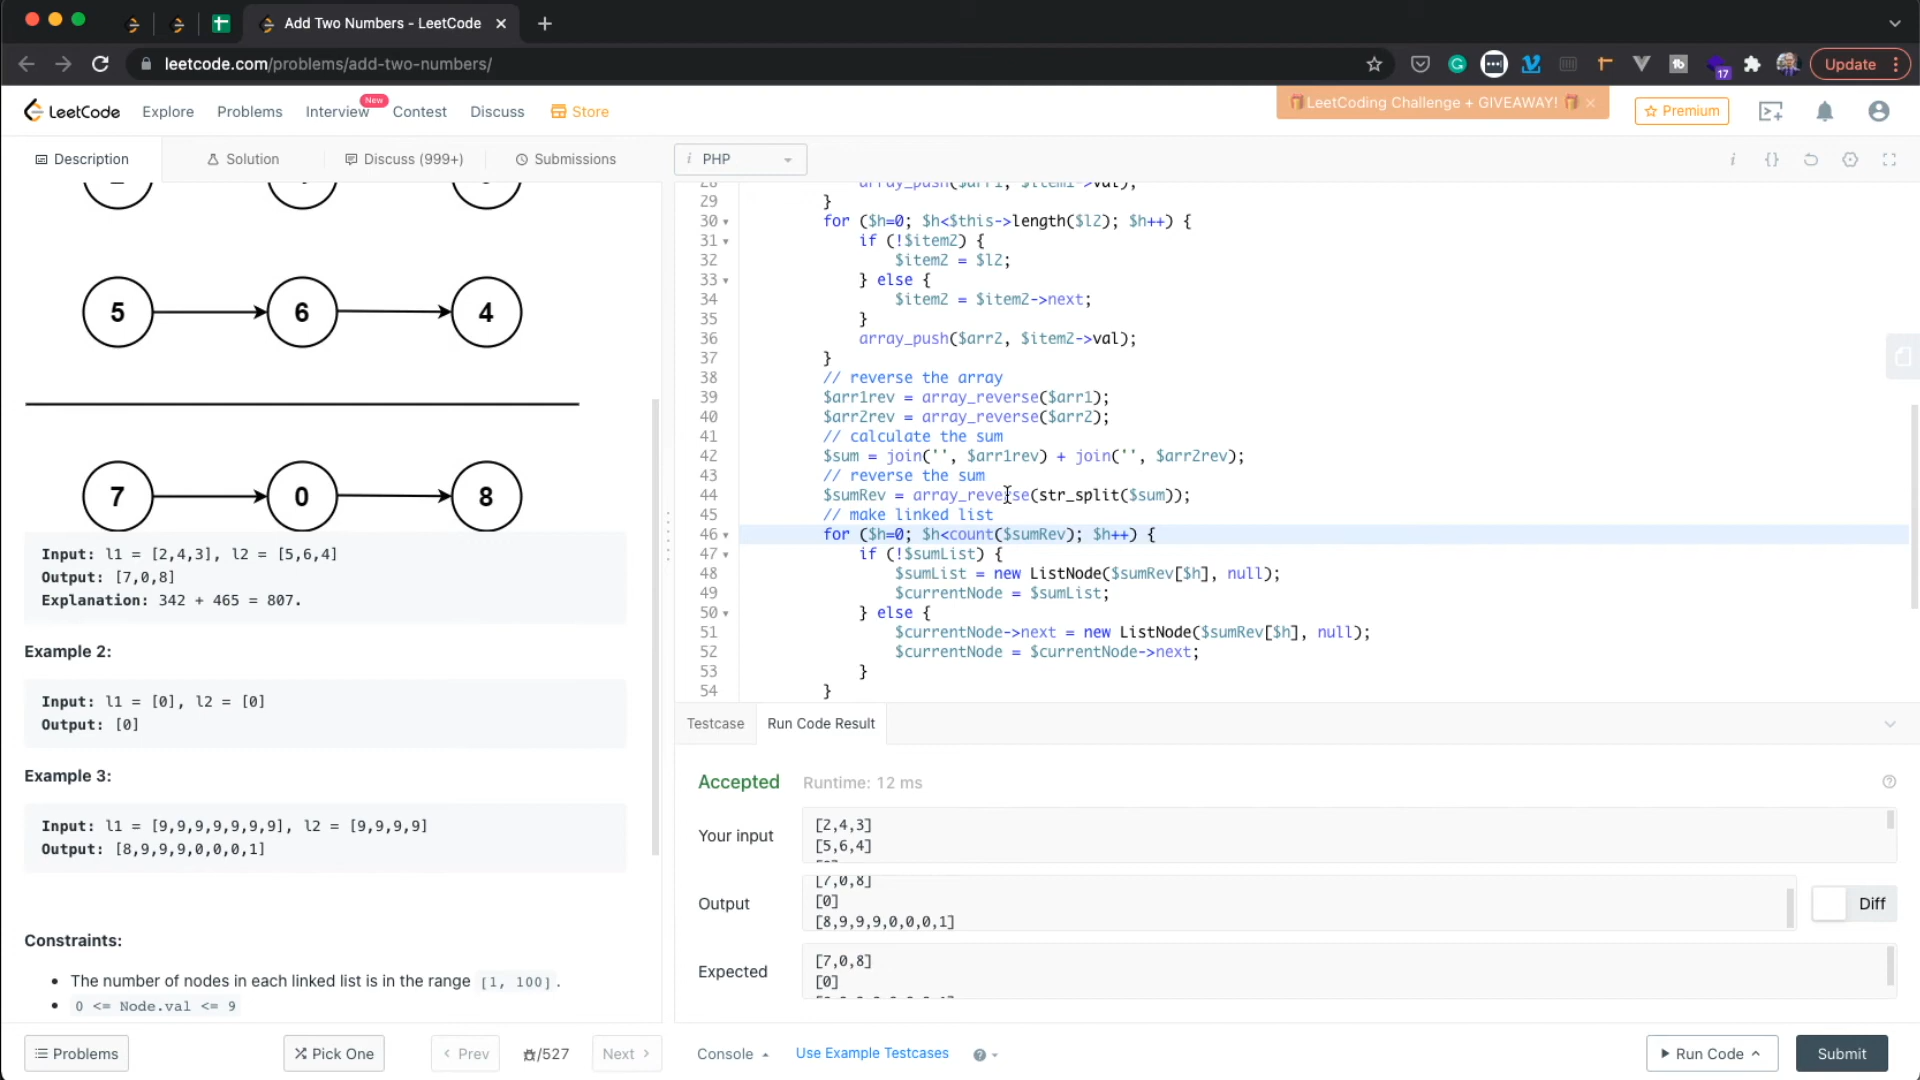 Add Two Numbers - LeetCode
leetcode.com/problems/add-two-numbers/
17
Update
LeetCode
Explore
Problems
Interview
New
Contest
Discuss
Store
LeetCoding Challenge + GIVEAWAY!
Premium
Description
Solution
Discuss (999+)
Submissions
i PHP
5
6
4
7
0
8
Input: l1 = [2,4,3], l2 = [5,6,4]
Output: [7,0,8]
Explanation: 342 + 465 = 807.
Example 2:
Input: l1 = [0], l2 = [0]
Output: [0]
Example 3:
Input: l1 = [9,9,9,9,9,9,9], l2 = [9,9,9,9]
Output: [8,9,9,9,0,0,0,1]
Constraints:
The number of nodes in each linked list is in the range [1, 100].
0 <= Node.val <= 9
28 array_push($arr1, $item1->val);
29 }
30 for ($h=0; $h<$this->length($l2); $h++) {
31 if (!$item2) {
32 $item2 = $l2;
33 } else {
34 $item2 = $item2->next;
35 }
36 array_push($arr2, $item2->val);
37 }
38 // reverse the array
39 $arr1rev = array_reverse($arr1);
40 $arr2rev = array_reverse($arr2);
41 // calculate the sum
42 $sum = join('', $arr1rev) + join('', $arr2rev);
43 // reverse the sum
44 $sumRev = array_reverse(str_split($sum));
45 // make linked list
46 for ($h=0; $h<count($sumRev); $h++) {
47 if (!$sumList) {
48 $sumList = new ListNode($sumRev[$h], null);
49 $currentNode = $sumList;
50 } else {
51 $currentNode->next = new ListNode($sumRev[$h], null);
52 $currentNode = $currentNode->next;
53 }
54 }
Testcase
Run Code Result
Accepted
Runtime: 12 ms
Your input
[2,4,3]
[5,6,4]
Output
[7,0,8]
[0]
[8,9,9,9,0,0,0,1]
Diff
Expected
[7,0,8]
[0]
Problems
Pick One
Prev
/527
Next
Console
Use Example Testcases
Run Code
Submit